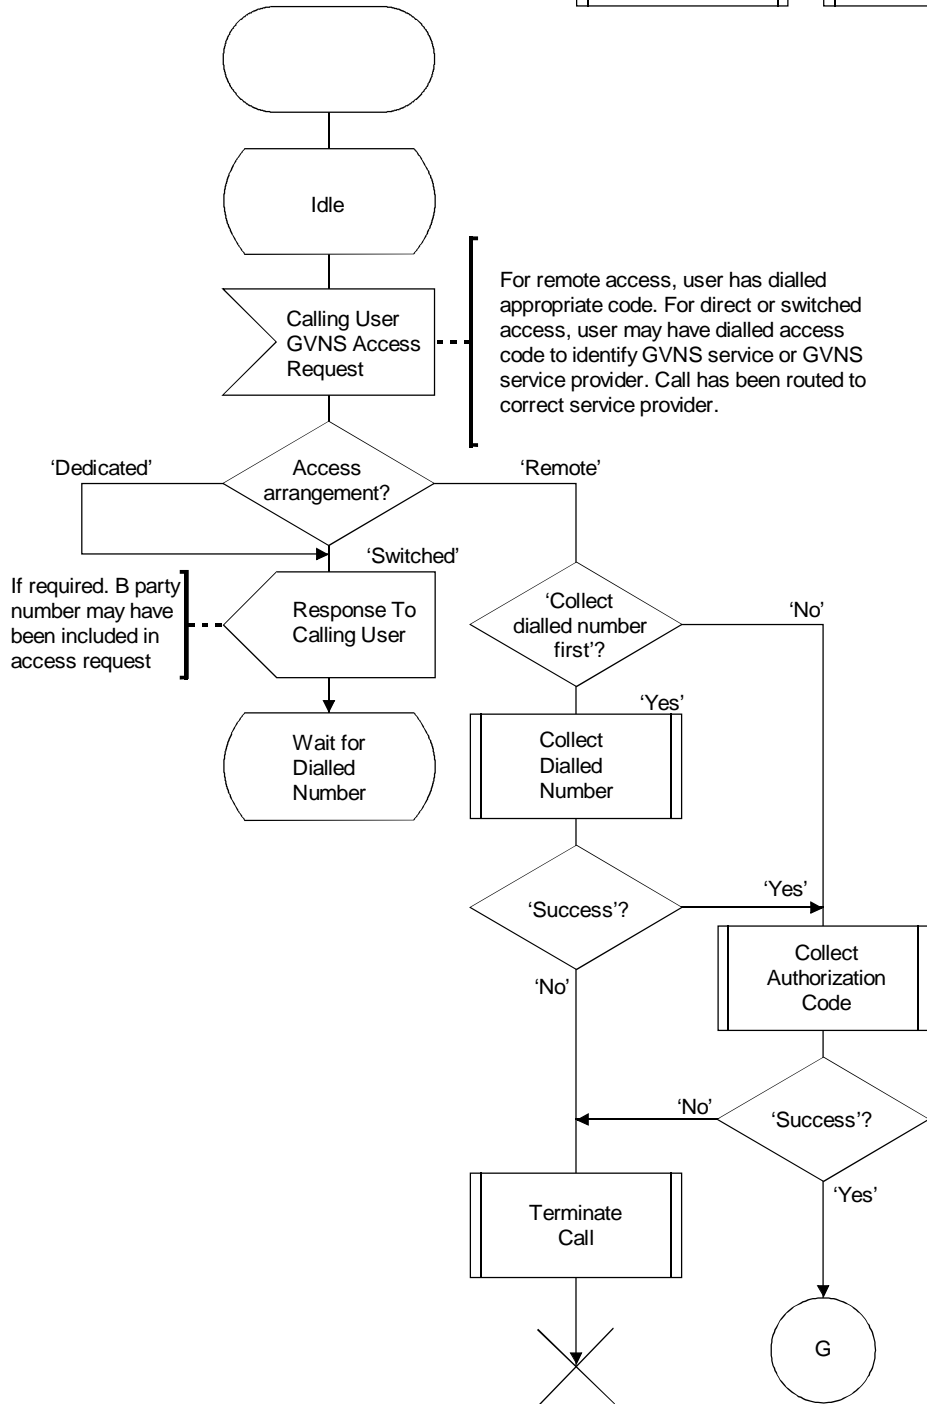 Idle
Calling User
GVNS Access
Request
For remote access, user has dialled
appropriate code. For direct or switched
access, user may have dialled access
code to identify GVNS service or GVNS
service provider. Call has been routed to
correct service provider.
‘Dedicated’
Access
arrangement?
‘Remote’
‘Switched’
If required. B party
number may have
been included in
access request
Response To
Calling User
‘Collect
dialled number
first’?
‘No’
‘Yes’
Wait for
Dialled
Number
Collect
Dialled
Number
‘Success’?
‘Yes’
‘No’
Collect
Authorization
Code
‘No’
‘Success’?
‘Yes’
Terminate
Call
G